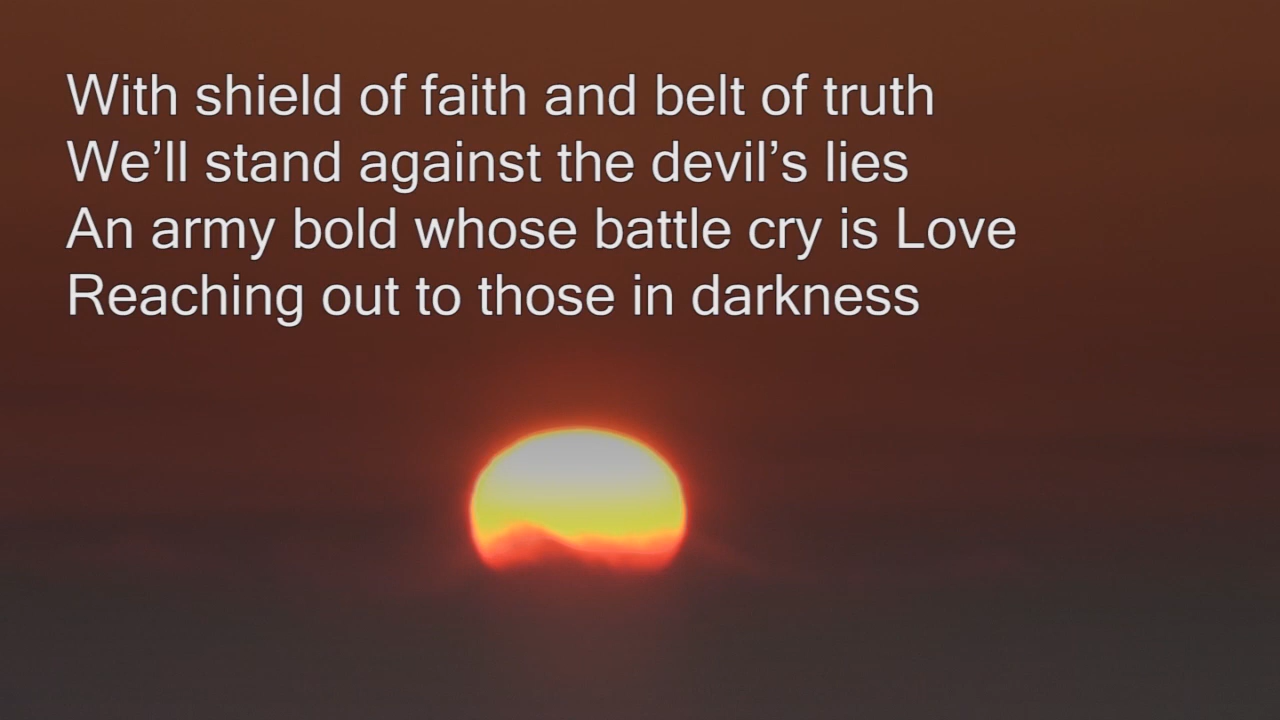 With shield of faith and belt of truth
We’ll stand against the devil’s lies
An army bold whose battle cry is Love
Reaching out to those in darkness